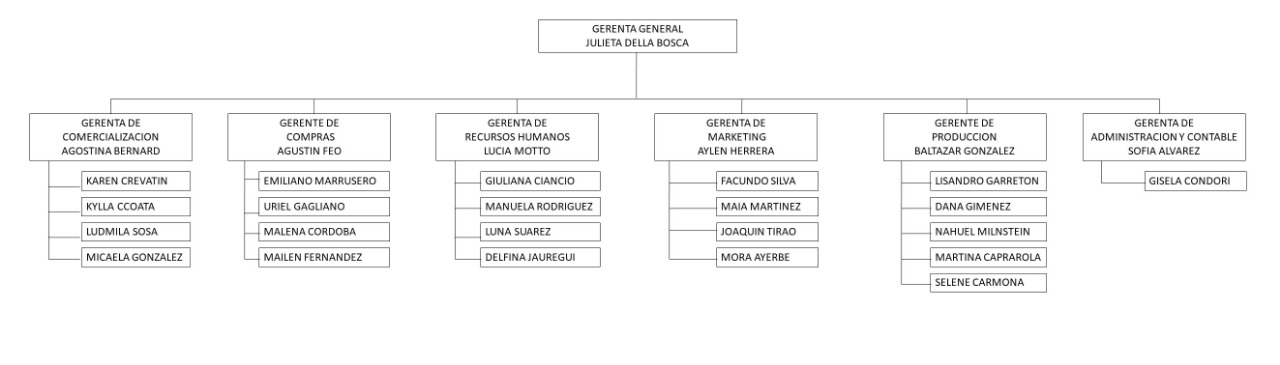 GERENTA GENERAL
JULIETA DELLA BOSCA
GERENTA DE
COMERCIALIZACION
AGOSTINA BERNARD
KAREN CREVATIN
KYLLA CCOATA
LUDMILA SOSA
MICAELA GONZALEZ
GERENTE DE
COMPRAS
AGUSTIN FEO
EMILIANO MARRUSERO
URIEL GAGLIANO
MALENA CORDOBA
MAILEN FERNANDEZ
GERENTA DE
RECURSOS HUMANOS
LUCIA MOTTO
GIULIANA CIANCIO
MANUELA RODRIGUEZ
LUNA SUAREZ
DELFINA JAUREGUI
GERENTA DE
MARKETING
AYLEN HERRERA
FACUNDO SILVA
MAIA MARTINEZ
JOAQUIN TIRAO
MORA AYERBE
GERENTE DE
PRODUCCION
BALTAZAR GONZALEZ
LISANDRO GARRETON
DANA GIMENEZ
NAHUEL MILNSTEIN
MARTINA CAPRAROLA
SELENE CARMONA
GERENTA DE
ADMINISTRACION Y CONTABLE
SOFIA ALVAREZ
GISELA CONDORI